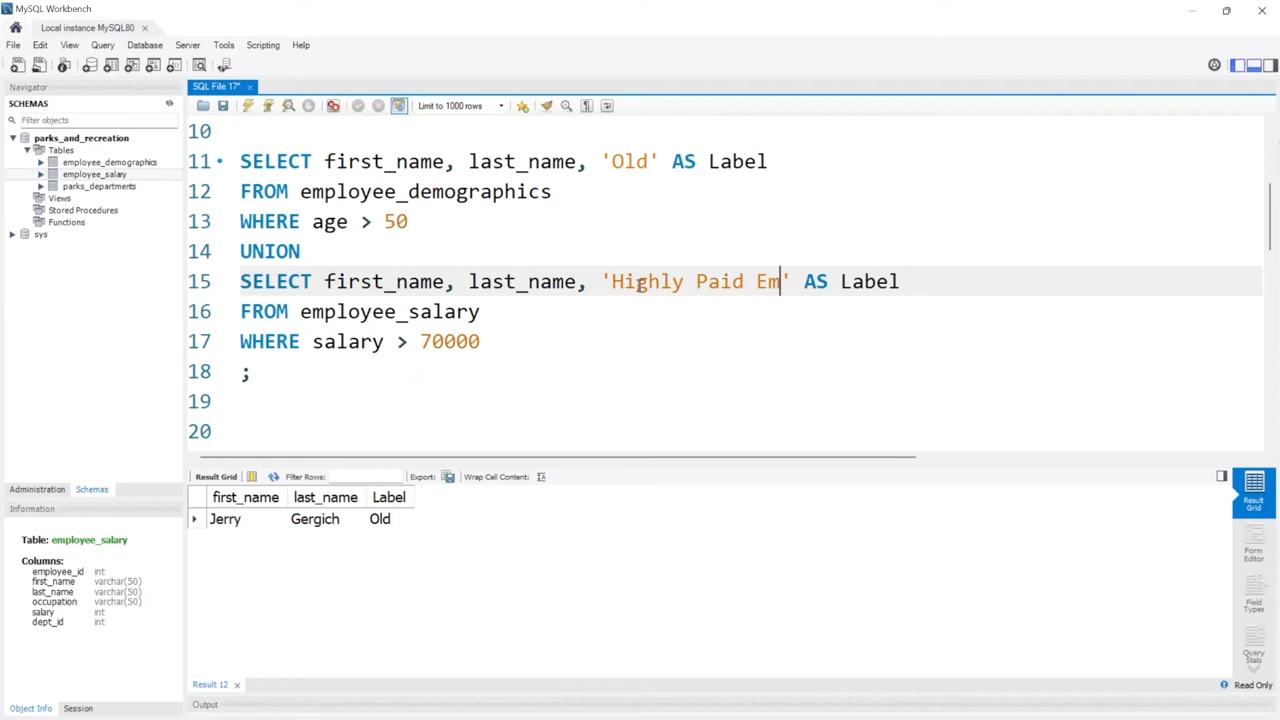 MySQL Workbench
Local instance MySQL80
File Edit View Query Database Server Tools Scripting Help
Navigator
SCHEMAS
Filter objects
parks_and_recreation
Tables
employee_demographics
employee_salary
parks_departments
Views
Stored Procedures
Functions
sys
Administration Schemas
Information
Table: employee_salary
Columns:
employee_id int
first_name varchar(50)
last_name varchar(50)
occupation varchar(50)
salary int
dept_id int
Object Info Session
SQL File 17*
Limit to 1000 rows
10
11 SELECT first_name, last_name, 'Old' AS Label
12 FROM employee_demographics
13 WHERE age > 50
14 UNION
15 SELECT first_name, last_name, 'Highly Paid Em' AS Label
16 FROM employee_salary
17 WHERE salary > 70000
18 ;
19
20
Result Grid Filter Rows: Export: Wrap Cell Content:
first_name last_name Label
Jerry Gergich Old
Result
Grid
Form
Editor
Field
Types
Query
Stats
Result 12
Read Only
Output